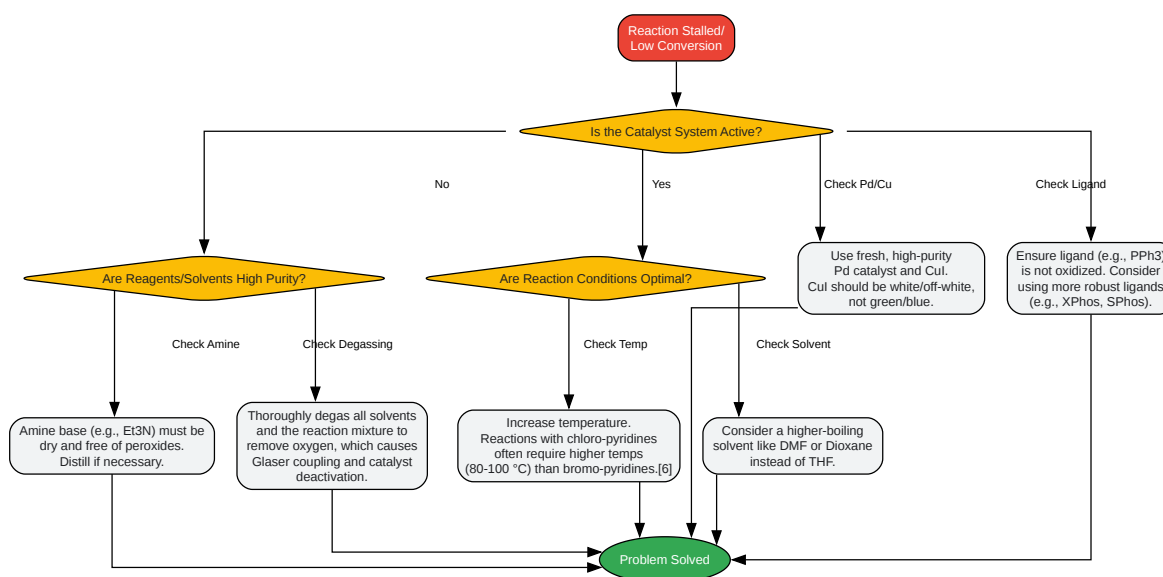 Reaction Stalled/
Low Conversion
Is the Catalyst System Active?
No
Yes
Check Pd/Cu
Check Ligand
Are Reagents/Solvents High Purity?
Are Reaction Conditions Optimal?
Use fresh, high-purity
Pd catalyst and CuI.
CuI should be white/off-white,
not green/blue.
Ensure ligand (e.g., PPh3)
is not oxidized. Consider
using more robust ligands
(e.g., XPhos, SPhos).
Check Amine
Check Degassing
Check Temp
Check Solvent
Amine base (e.g., Et3N) must be
dry and free of peroxides.
Distill if necessary.
Thoroughly degas all solvents
and the reaction mixture to
remove oxygen, which causes
Glaser coupling and catalyst
deactivation.
Increase temperature.
Reactions with chloro-pyridines
often require higher temps
(80-100 °C) than bromo-pyridines.[6]
Consider a higher-boiling
solvent like DMF or Dioxane
instead of THF.
Problem Solved